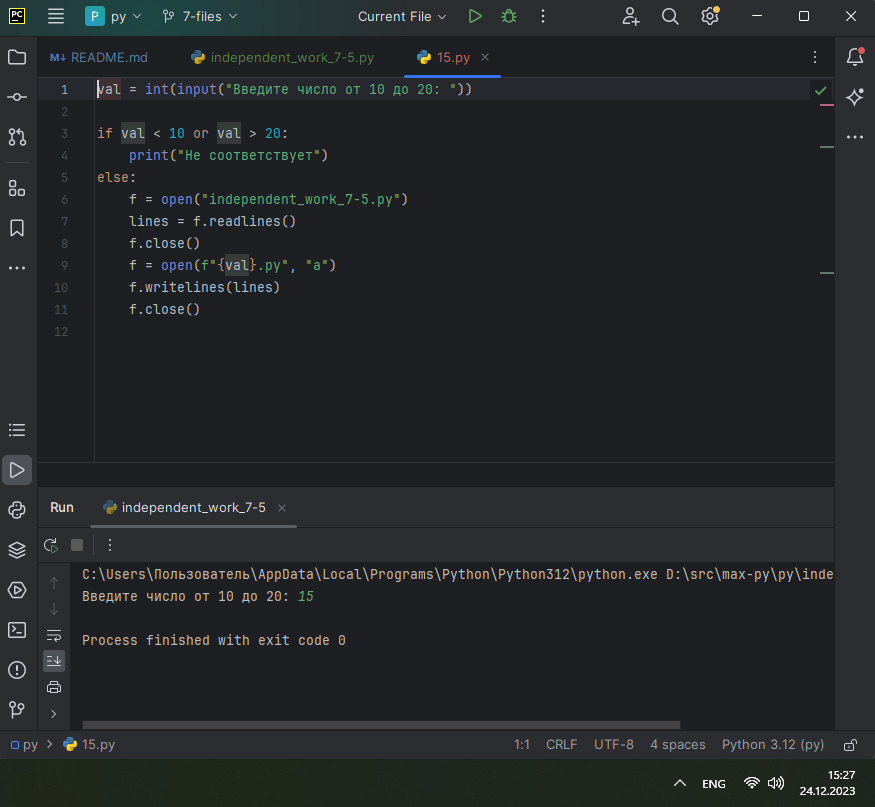 PC P py 7-files Current File
M↓ README.md independent_work_7-5.py 15.py
1 val = int(input("Введите число от 10 до 20: "))
2
3 if val < 10 or val > 20:
4 print("Не соответствует")
5 else:
6 f = open("independent_work_7-5.py")
7 lines = f.readlines()
8 f.close()
9 f = open(f"{val}.py", "a")
10 f.writelines(lines)
11 f.close()
12
Run independent_work_7-5
C:\Users\Пользователь\AppData\Local\Programs\Python\Python312\python.exe D:\src\max-py\py\inde
Введите число от 10 до 20: 15
Process finished with exit code 0
py > 15.py 1:1 CRLF UTF-8 4 spaces Python 3.12 (py)
ENG 15:27
24.12.2023